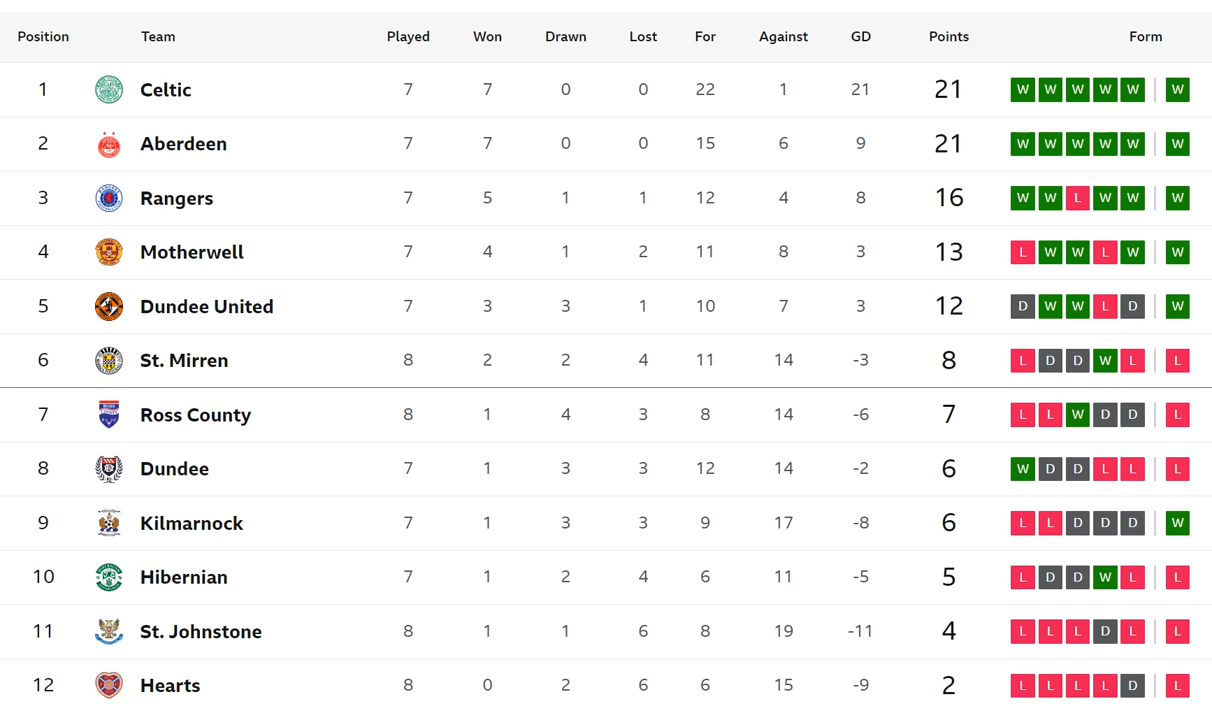 Position Team Played Won Drawn Lost For Against GD Points Form
1 Celtic 7 7 0 0 22 1 21 21 W W W W W W
2 Aberdeen 7 7 0 0 15 6 9 21 W W W W W W
3 Rangers 7 5 1 1 12 4 8 16 W W L W W W
4 Motherwell 7 4 1 2 11 8 3 13 L W W L W W
5 Dundee United 7 3 3 1 10 7 3 12 D W W L D W
6 St. Mirren 8 2 2 4 11 14 -3 8 L D D W L L
7 Ross County 8 1 4 3 8 14 -6 7 L L W D D L
8 Dundee 7 1 3 3 12 14 -2 6 W D D L L L
9 Kilmarnock 7 1 3 3 9 17 -8 6 L L D D D W
10 Hibernian 7 1 2 4 6 11 -5 5 L D D W L L
11 St. Johnstone 8 1 1 6 8 19 -11 4 L L L D L L
12 Hearts 8 0 2 6 6 15 -9 2 L L L L D L